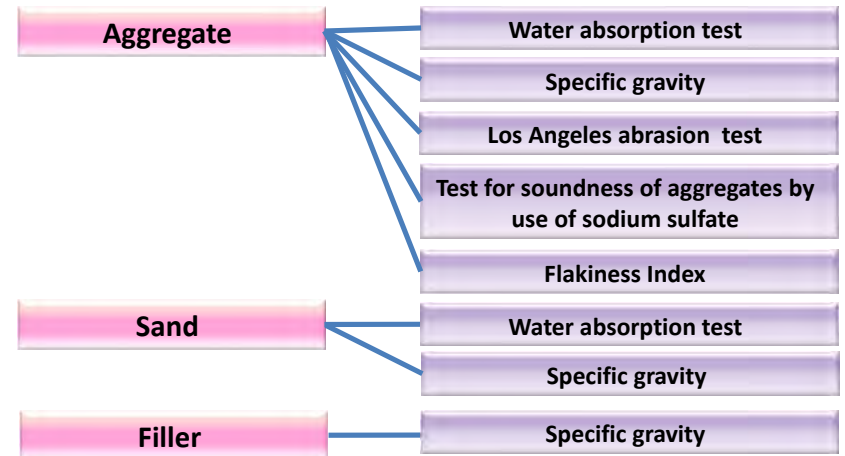 Aggregate
Water absorption test
Specific gravity
Los Angeles abrasion test
Test for soundness of aggregates by
use of sodium sulfate
Flakiness Index
Sand
Water absorption test
Specific gravity
Filler
Specific gravity